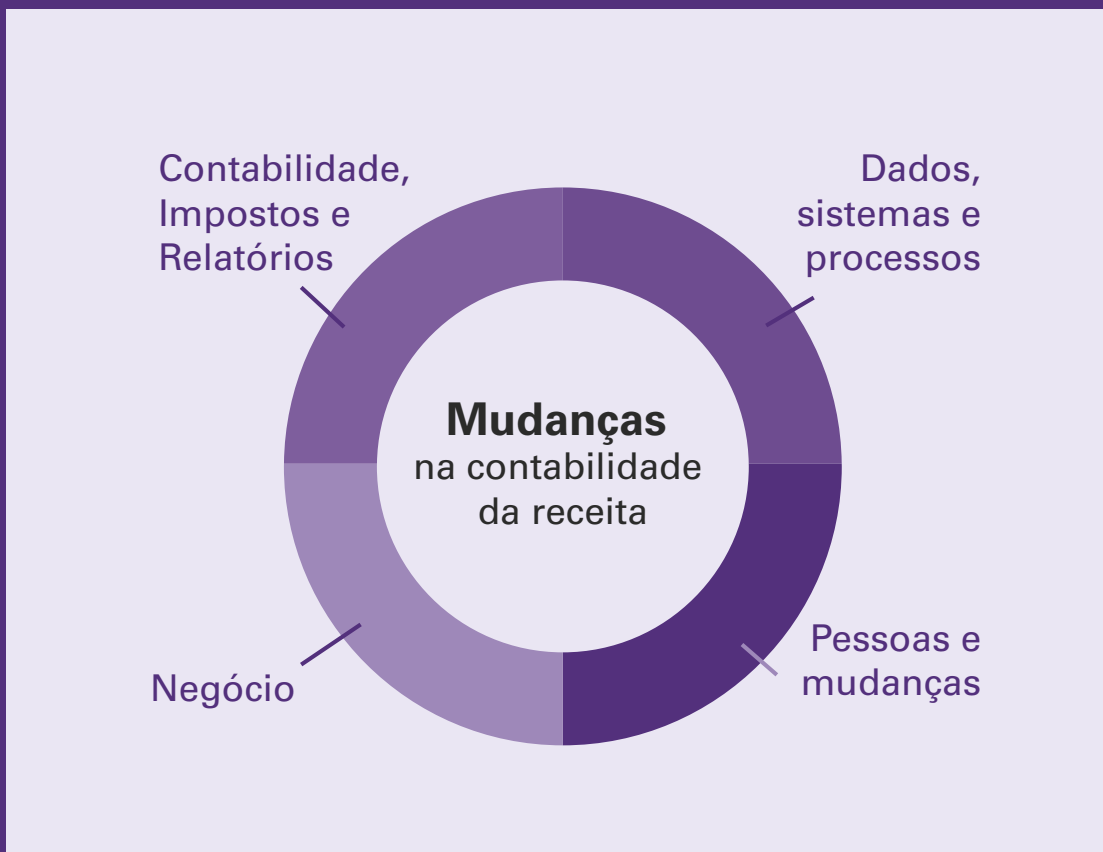 Contabilidade,
Impostos e
Relatórios
Dados,
sistemas e
processos
Mudanças
na contabilidade
da receita
Negócio
Pessoas e
mudanças